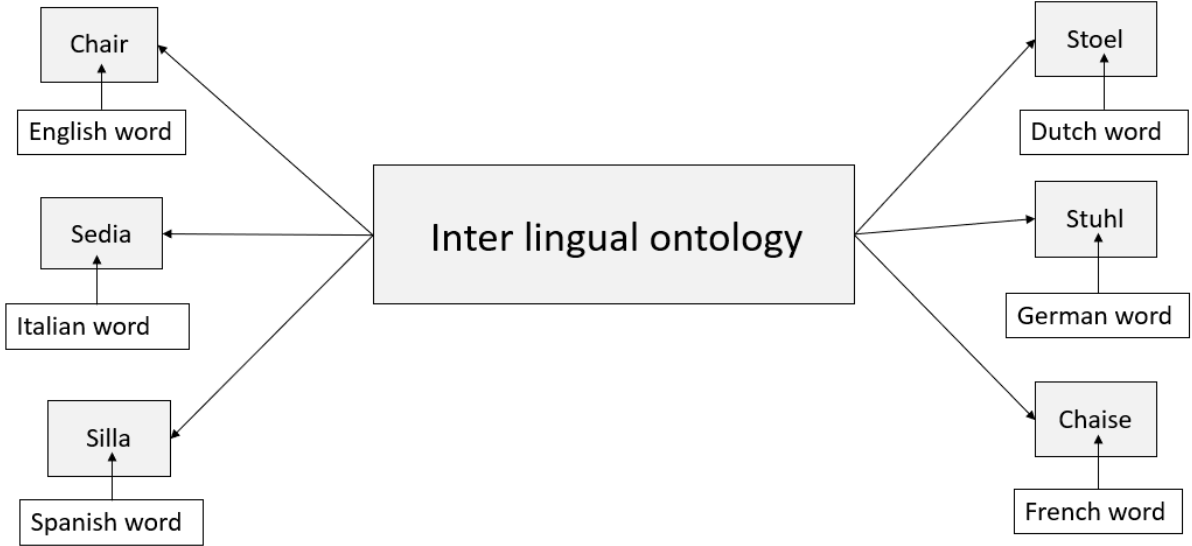 Chair
English word
Sedia
Italian word
Silla
Spanish word
Inter lingual ontology
Stoel
Dutch word
Stuhl
German word
Chaise
French word